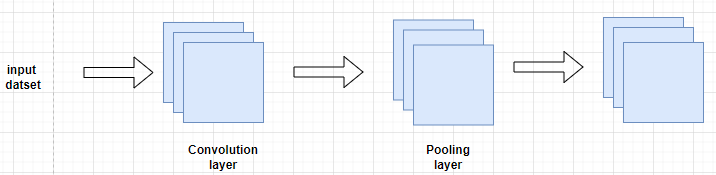 input
datset
Convolution
layer
Pooling
layer